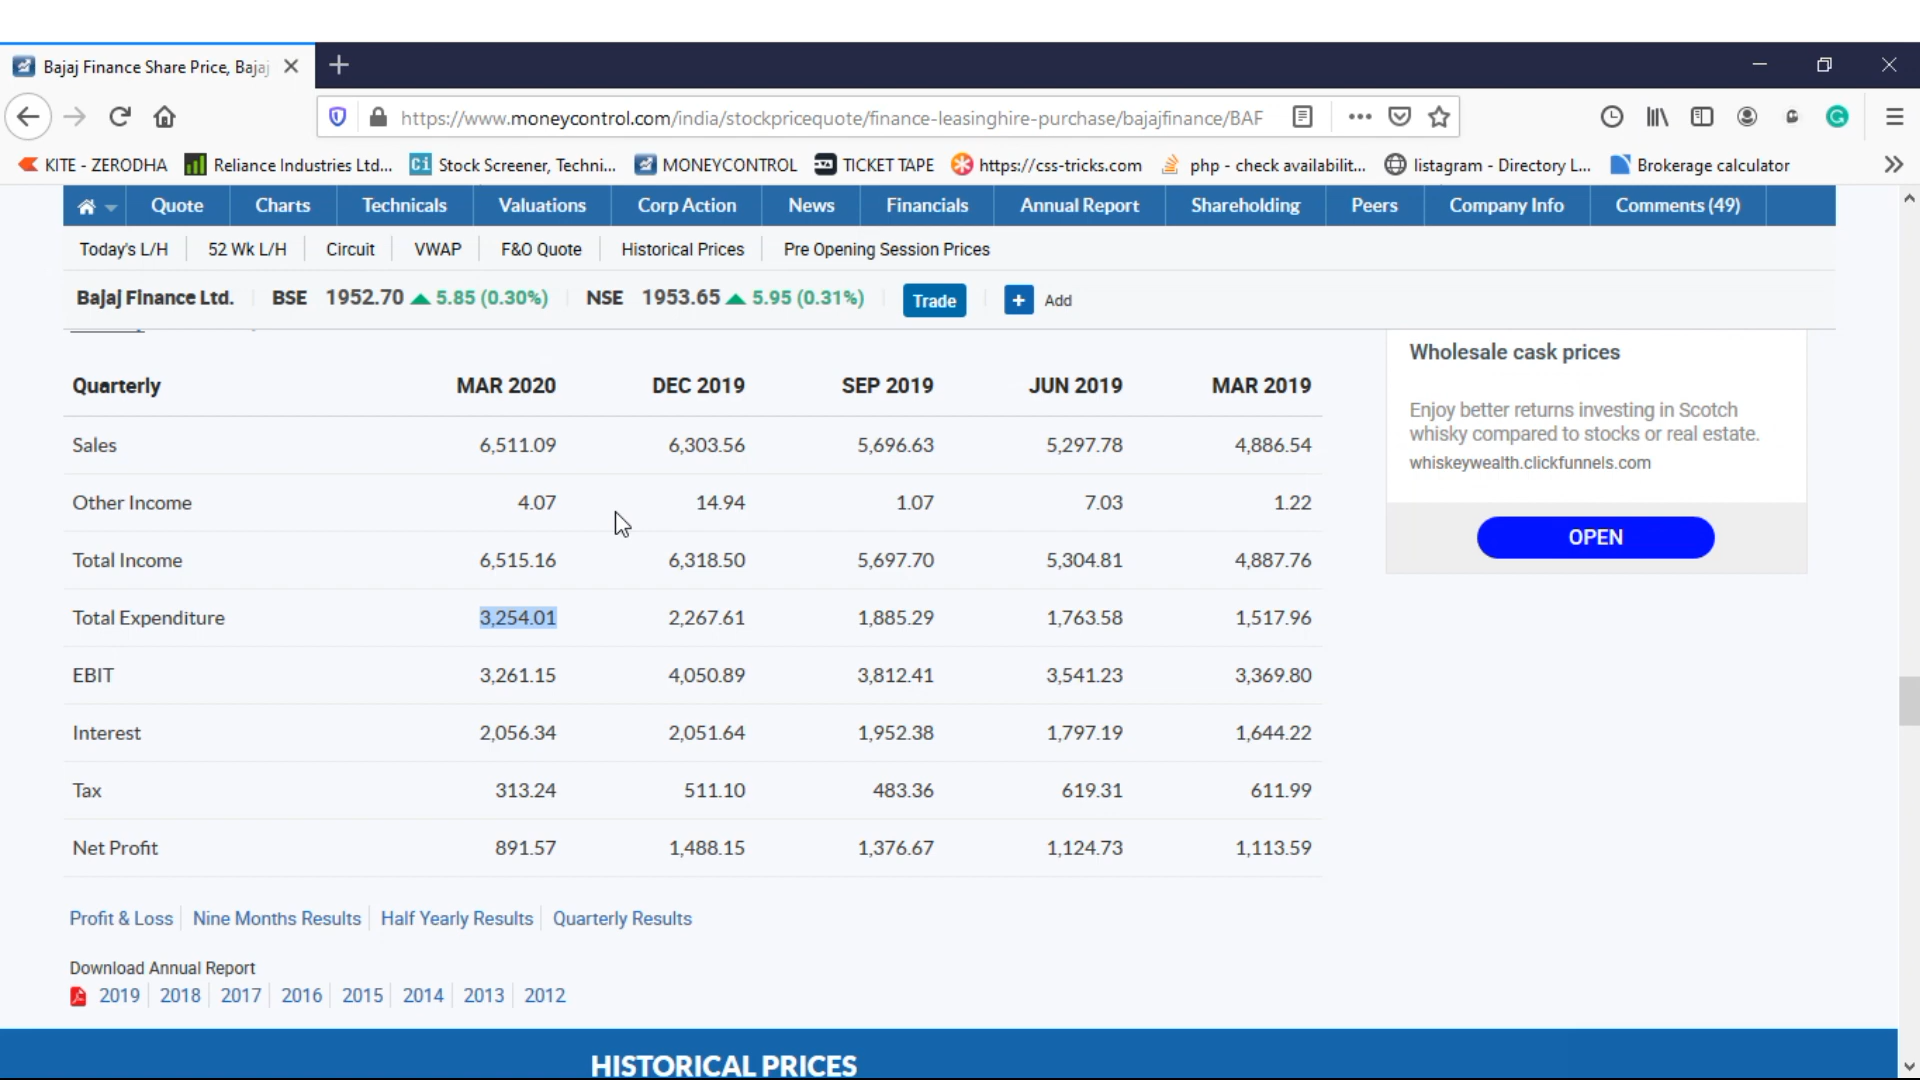 Bajaj Finance Share Price, Bajaj
https://www.moneycontrol.com/india/stockpricequote/finance-leasinghire-purchase/bajajfinance/BAF
KITE - ZERODHA Reliance Industries Ltd... Stock Screener, Techni... MONEYCONTROL TICKET TAPE https://css-tricks.com php - check availabilit... listagram - Directory L... Brokerage calculator
Quote Charts Technicals Valuations Corp Action News Financials Annual Report Shareholding Peers Company Info Comments (49)
Today's L/H 52 Wk L/H Circuit VWAP F&O Quote Historical Prices Pre Opening Session Prices
Bajaj Finance Ltd. BSE 1952.70 5.85 (0.30%) NSE 1953.65 5.95 (0.31%) Trade + Add
Quarterly MAR 2020 DEC 2019 SEP 2019 JUN 2019 MAR 2019
Sales 6,511.09 6,303.56 5,696.63 5,297.78 4,886.54
Other Income 4.07 14.94 1.07 7.03 1.22
Total Income 6,515.16 6,318.50 5,697.70 5,304.81 4,887.76
Total Expenditure 3,254.01 2,267.61 1,885.29 1,763.58 1,517.96
EBIT 3,261.15 4,050.89 3,812.41 3,541.23 3,369.80
Interest 2,056.34 2,051.64 1,952.38 1,797.19 1,644.22
Tax 313.24 511.10 483.36 619.31 611.99
Net Profit 891.57 1,488.15 1,376.67 1,124.73 1,113.59
Wholesale cask prices
Enjoy better returns investing in Scotch
whisky compared to stocks or real estate.
whiskeywealth.clickfunnels.com
OPEN
Profit & Loss Nine Months Results Half Yearly Results Quarterly Results
Download Annual Report
2019 2018 2017 2016 2015 2014 2013 2012
HISTORICAL PRICES